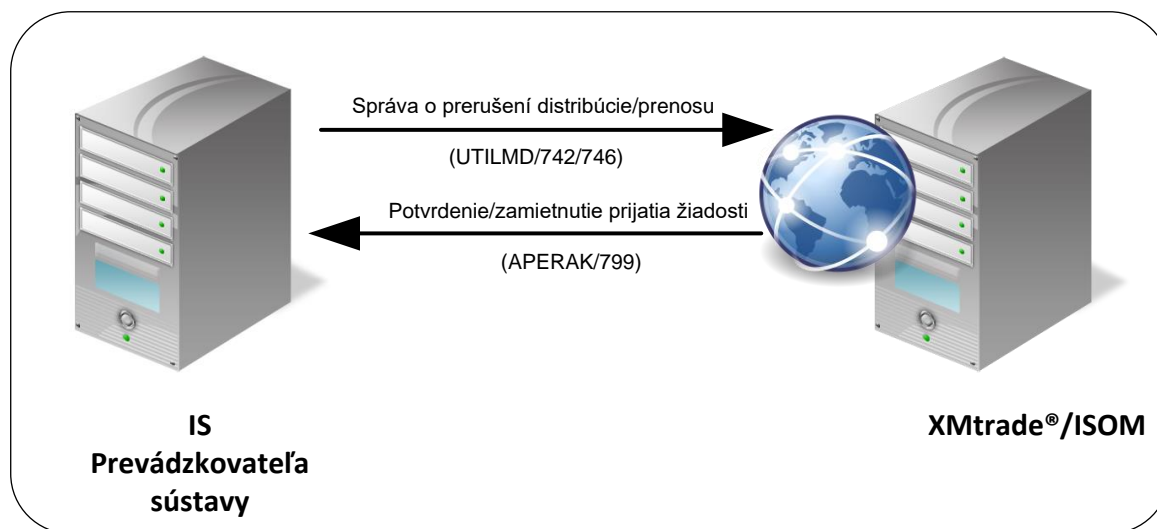 Správa o prerušení distribúcie/prenosu
(UTILMD/742/746)
Potvrdenie/zamietnutie prijatia žiadosti
(APERAK/799)
IS
Prevádzkovateľa
sústavy
XMtrade®/ISOM